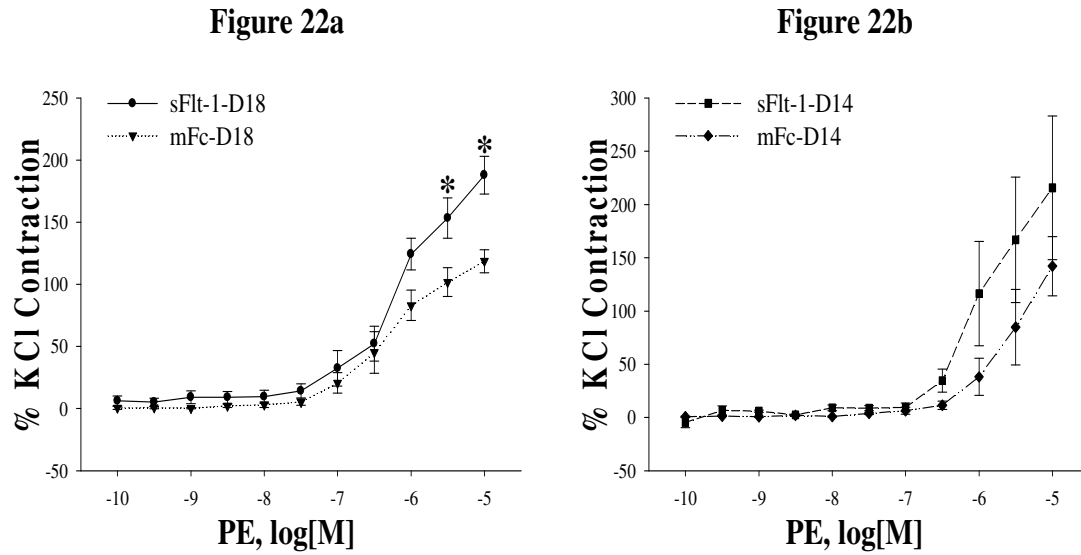 Figure 22a
250
200
150
100
50
0
-50
% KCl Contraction
sFlt-1-D18
mFc-D18
*
*
-10
-9
-8
-7
-6
-5
PE, log[M]
Figure 22b
300
250
200
150
100
50
0
-50
% KCl Contraction
sFlt-1-D14
mFc-D14
-10
-9
-8
-7
-6
-5
PE, log[M]